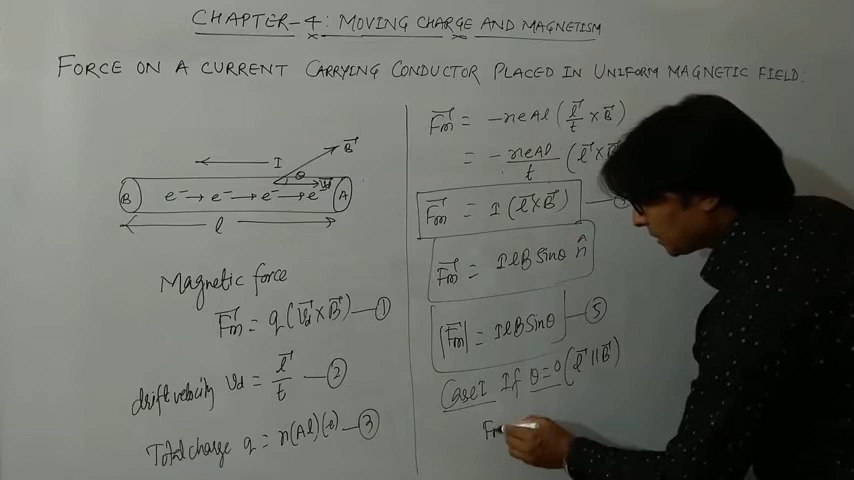 CHAPTER-4: MOVING CHARGE AND MAGNETISM
FORCE ON A CURRENT CARRYING CONDUCTOR PLACED IN UNIFORM MAGNETIC FIELD:
I
B⃗
θ
B e⁻→e⁻→e⁻→e A
l
Magnetic force
F⃗m = q(V⃗d×B⃗) —①
drift velocity Vd = l⃗/t —②
Total charge q = n(Al)(-e) —③
F⃗m = -neAl (l⃗/t × B⃗)
= -neAl/t (l⃗×B
F⃗m = I (l⃗×B⃗)
F⃗m = IlB Sinθ n̂
|F⃗m| = IlB Sinθ —⑤
Case I If θ=0 (l⃗ || B⃗)
Fm